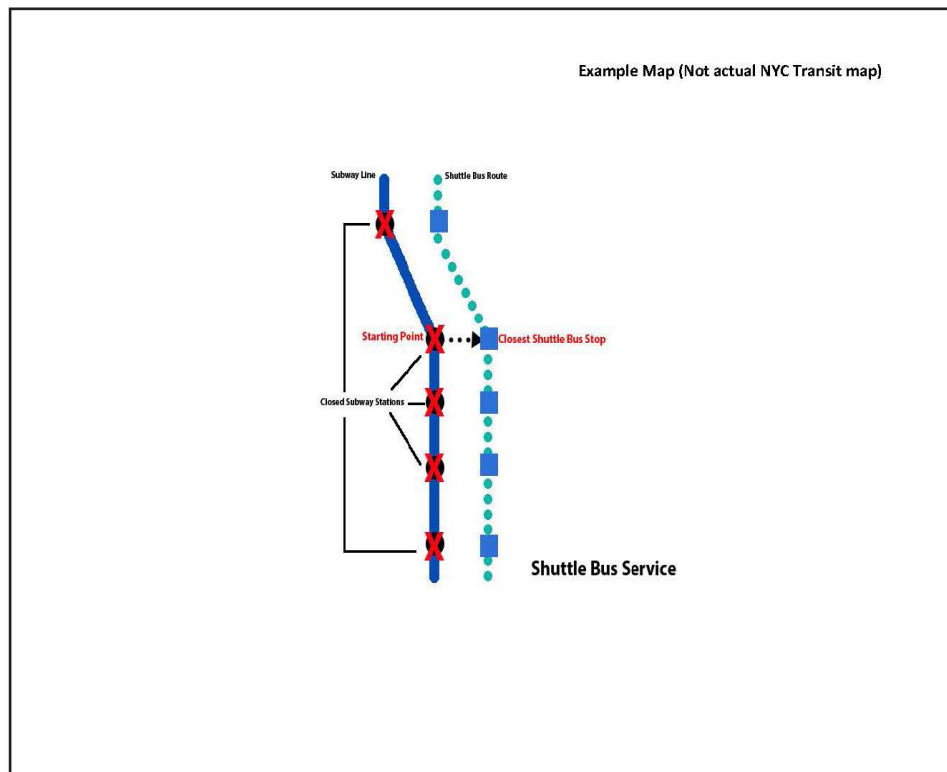 Example Map (Not actual NYC Transit map)
Subway Line
Shuttle Bus Route
Starting Point
Closest Shuttle Bus Stop
Closed Subway Stations
Shuttle Bus Service